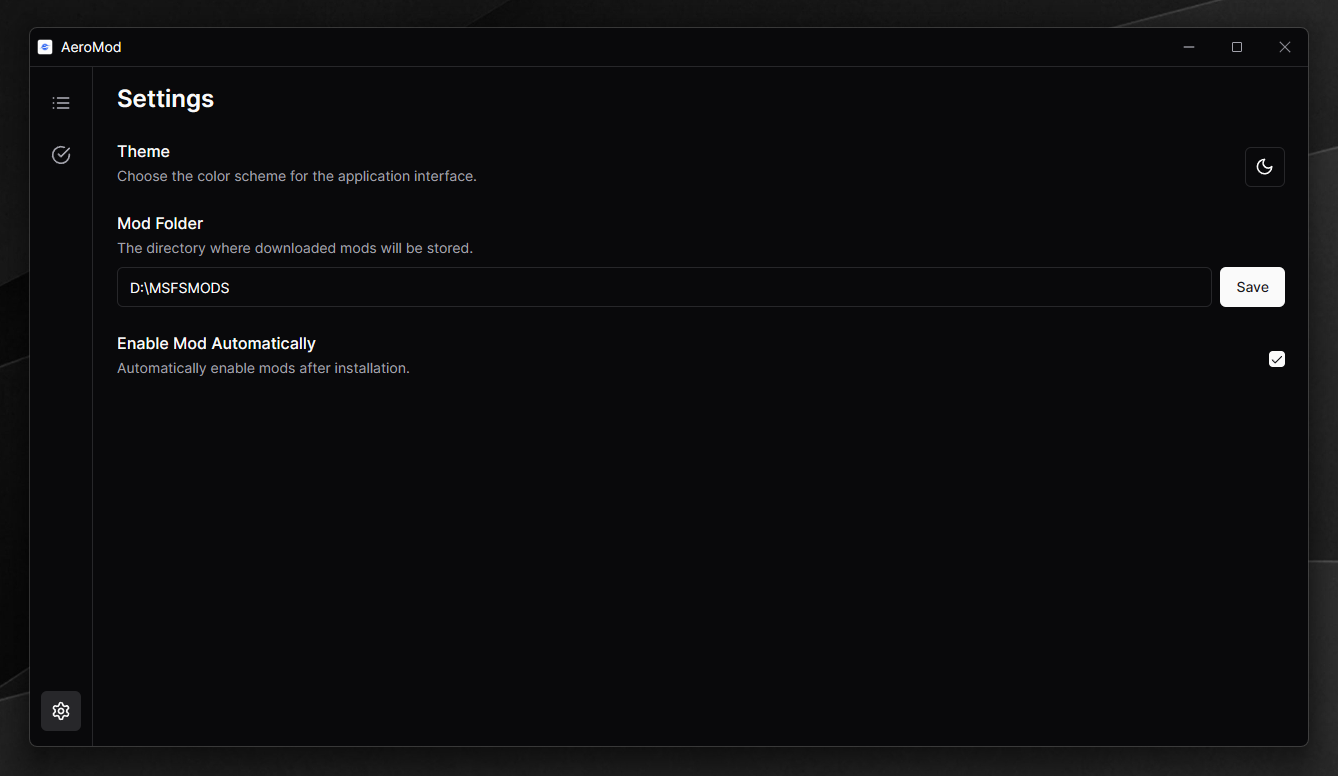 AeroMod
Settings
Theme
Choose the color scheme for the application interface.
Mod Folder
The directory where downloaded mods will be stored.
D:\MSFSMODS
Save
Enable Mod Automatically
Automatically enable mods after installation.